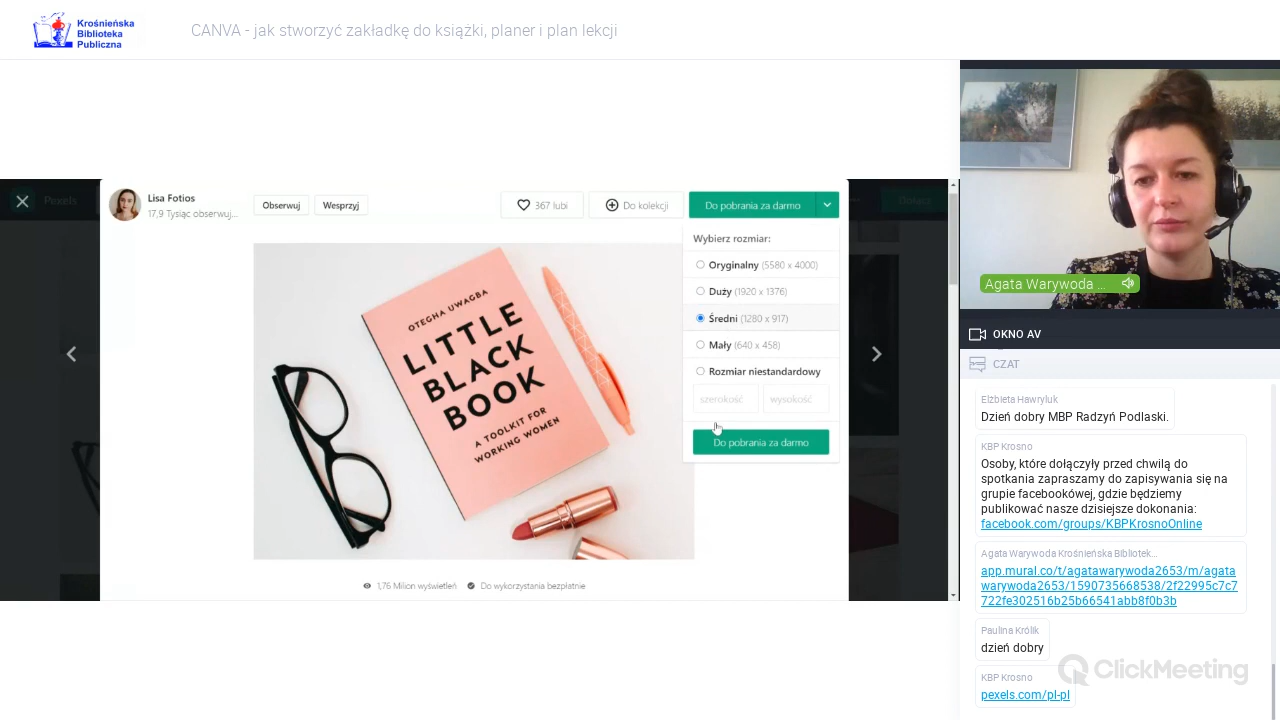 Krośnieńska
Biblioteka
Publiczna
CANVA - jak stworzyć zakładkę do książki, planer i plan lekcji
Pexels
Lisa Fotios
17,9 Tysiąc obserwuj...
Obserwuj
Wesprzyj
367 lubi
Do kolekcji
Do pobrania za darmo
Wybierz rozmiar:
Oryginalny (5580 x 4000)
Duży (1920 x 1376)
Średni (1280 x 917)
Mały (640 x 458)
Rozmiar niestandardowy
szerokość
wysokość
Do pobrania za darmo
OTEGHA UWAGBA
LITTLE
BLACK
BOOK
A TOOLKIT FOR
WORKING WOMEN
1,76 Milion wyświetleń
Do wykorzystania bezpłatnie
Agata Warywoda ...
OKNO AV
CZAT
Elżbieta Hawryluk
Dzień dobry MBP Radzyń Podlaski.
KBP Krosno
Osoby, które dołączyły przed chwilą do
spotkania zapraszamy do zapisywania się na
grupie facebookówej, gdzie będziemy
publikować nasze dzisiejsze dokonania:
facebook.com/groups/KBPKrosnoOnline
Agata Warywoda Krośnieńska Bibliotek...
app.mural.co/t/agatawarywoda2653/m/agata
warywoda2653/1590735668538/2f22995c7c7
722fe302516b25b66541abb8f0b3b
Paulina Królik
dzień dobry
KBP Krosno
pexels.com/pl-pl
ClickMeeting